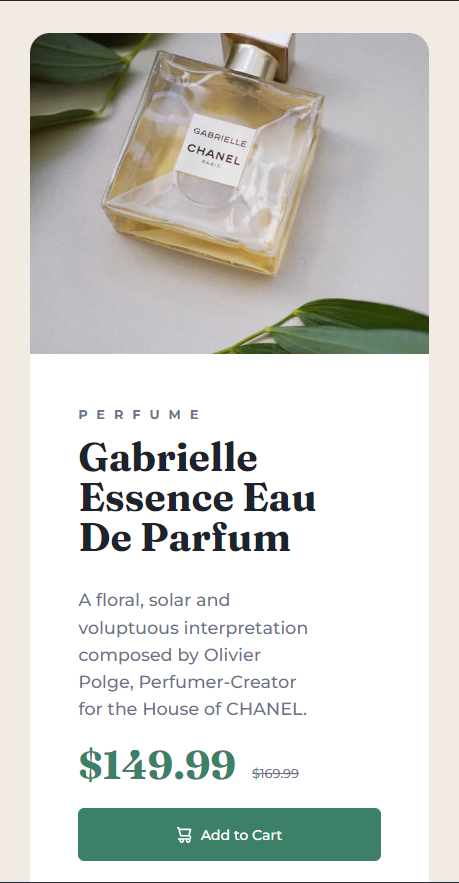 GABRIELLE
CHANEL
PARIS
PERFUME
Gabrielle
Essence Eau
De Parfum
A floral, solar and
voluptuous interpretation
composed by Olivier
Polge, Perfumer-Creator
for the House of CHANEL.
$149.99 $169.99
Add to Cart